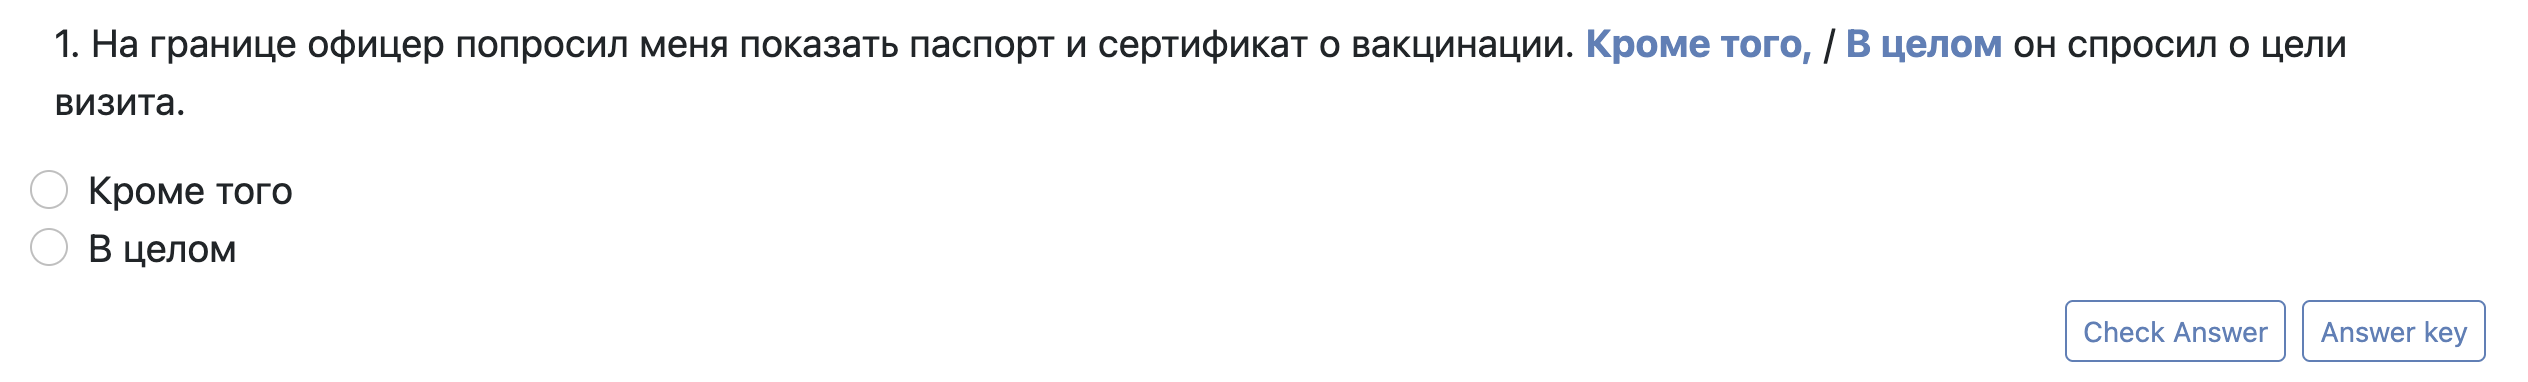 1. На границе офицер попросил меня показать паспорт и сертификат о вакцинации. Кроме того, / В целом он спросил о цели
визита.
Кроме того
В целом
Check Answer
Answer key